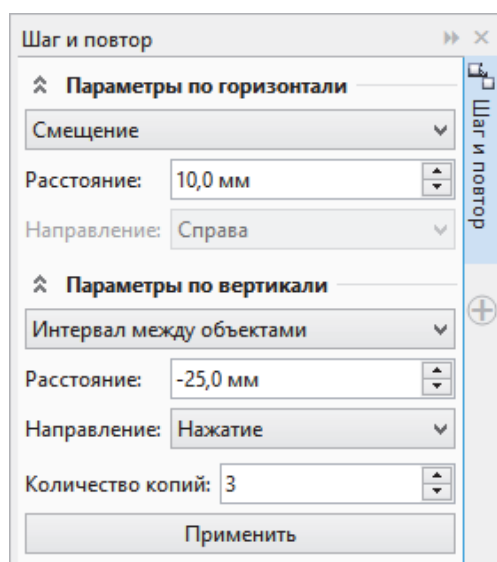 Шаг и повтор
Параметры по горизонтали
Смещение
Расстояние: 10,0 мм
Направление: Справа
Параметры по вертикали
Интервал между объектами
Расстояние: -25,0 мм
Направление: Нажатие
Количество копий: 3
Применить
Шаг и повтор